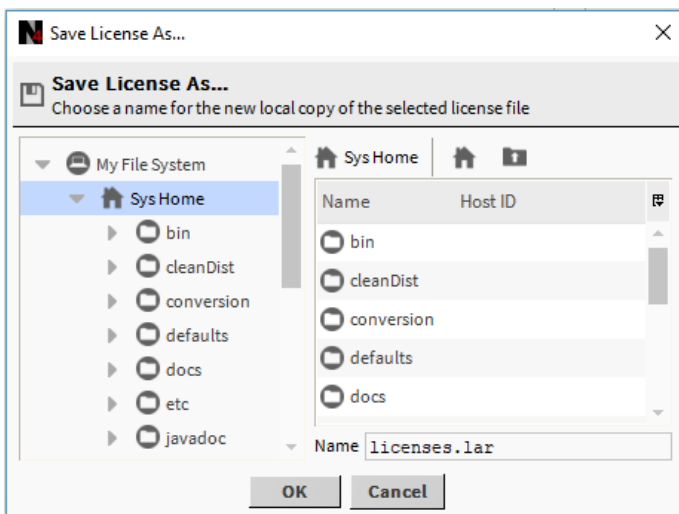 N4 Save License As...
Save License As...
Choose a name for the new local copy of the selected license file
My File System
Sys Home
bin
cleanDist
conversion
defaults
docs
etc
javadoc
Sys Home
Name Host ID
bin
cleanDist
conversion
defaults
docs
Name licenses.lar
OK Cancel